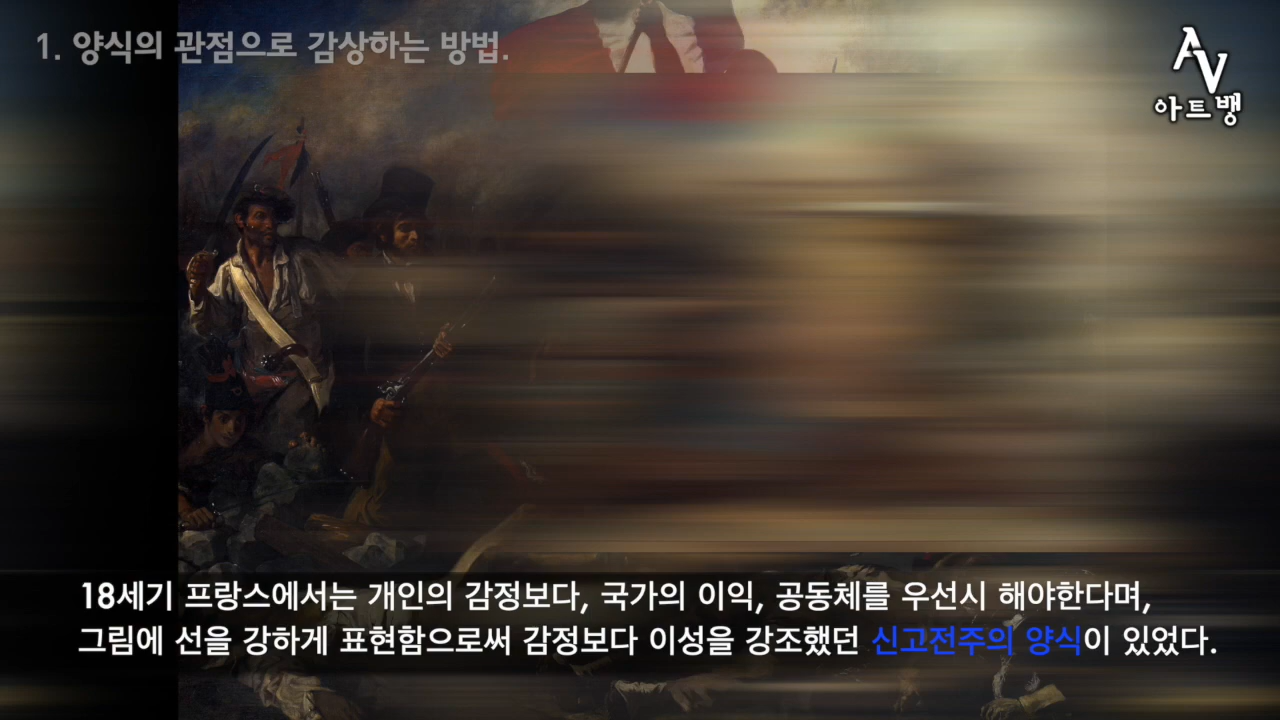 1. 양식의 관점으로 감상하는 방법.
AV
아트뱅
18세기 프랑스에서는 개인의 감정보다, 국가의 이익, 공동체를 우선시 해야한다며,
그림에 선을 강하게 표현함으로써 감정보다 이성을 강조했던 신고전주의 양식이 있었다.